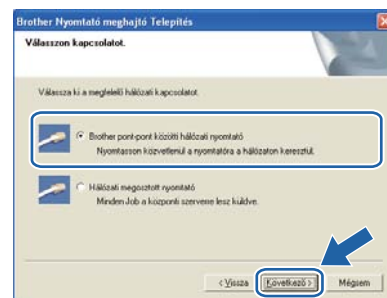 Brother Nyomtató meghajtó Telepítés
Válasszon kapcsolatot.
Válassza ki a megfelelő hálózati kapcsolatot.
Brother pont-pont közötti hálózati nyomtató
Nyomtasson közvetlenül a nyomtatóra a hálózaton keresztül.
Hálózati megosztott nyomtató
Minden Job a központi szerverre lesz küldve.
< Vissza
Következő >
Mégsem